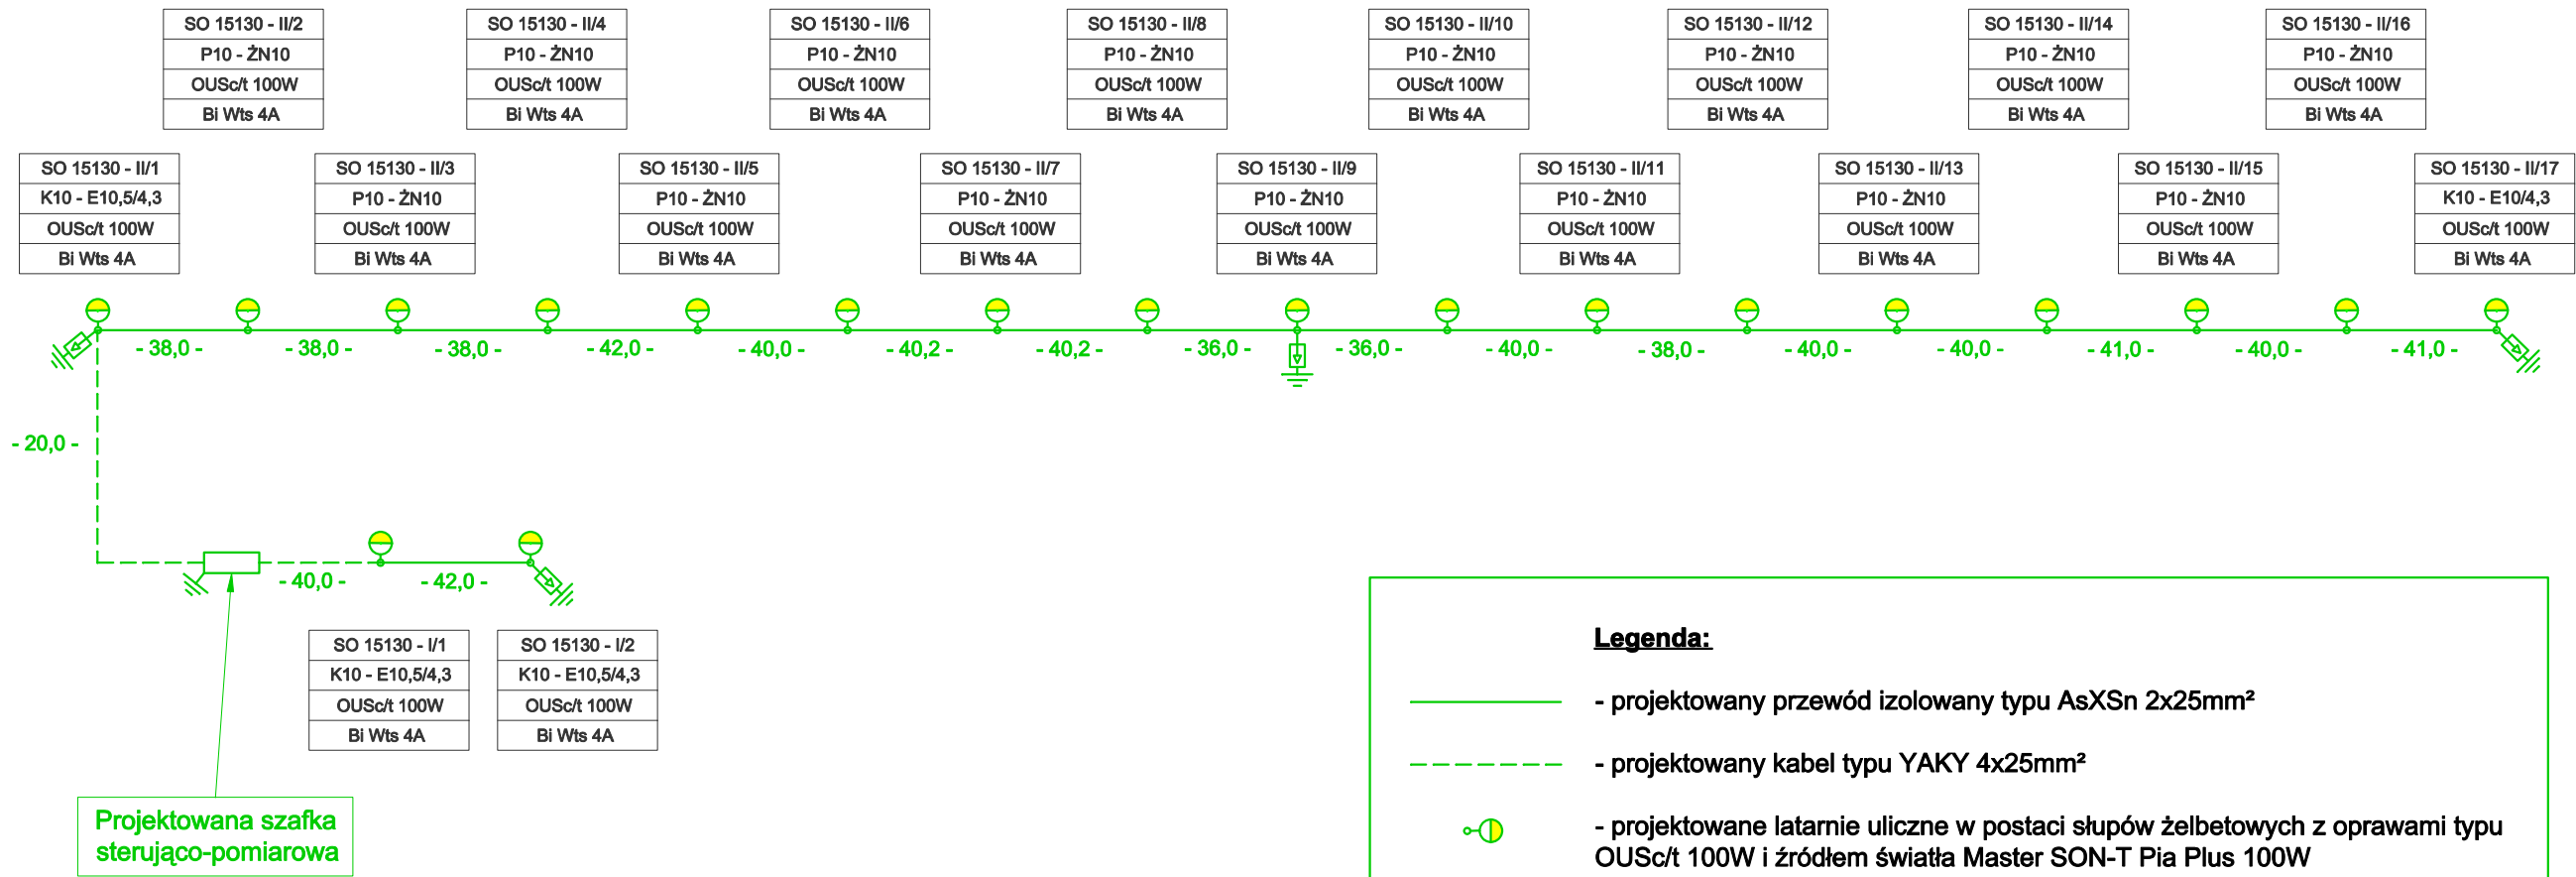 SO 15130 - II/2
P10 - ŻN10
OUSc/t 100W
Bi Wts 4A
SO 15130 - II/4
P10 - ŻN10
OUSc/t 100W
Bi Wts 4A
SO 15130 - II/6
P10 - ŻN10
OUSc/t 100W
Bi Wts 4A
SO 15130 - II/8
P10 - ŻN10
OUSc/t 100W
Bi Wts 4A
SO 15130 - II/10
P10 - ŻN10
OUSc/t 100W
Bi Wts 4A
SO 15130 - II/12
P10 - ŻN10
OUSc/t 100W
Bi Wts 4A
SO 15130 - II/14
P10 - ŻN10
OUSc/t 100W
Bi Wts 4A
SO 15130 - II/16
P10 - ŻN10
OUSc/t 100W
Bi Wts 4A
SO 15130 - II/1
K10 - E10,5/4,3
OUSc/t 100W
Bi Wts 4A
SO 15130 - II/3
P10 - ŻN10
OUSc/t 100W
Bi Wts 4A
SO 15130 - II/5
P10 - ŻN10
OUSc/t 100W
Bi Wts 4A
SO 15130 - II/7
P10 - ŻN10
OUSc/t 100W
Bi Wts 4A
SO 15130 - II/9
P10 - ŻN10
OUSc/t 100W
Bi Wts 4A
SO 15130 - II/11
P10 - ŻN10
OUSc/t 100W
Bi Wts 4A
SO 15130 - II/13
P10 - ŻN10
OUSc/t 100W
Bi Wts 4A
SO 15130 - II/15
P10 - ŻN10
OUSc/t 100W
Bi Wts 4A
SO 15130 - II/17
K10 - E10/4,3
OUSc/t 100W
Bi Wts 4A
- 38,0 -
- 38,0 -
- 38,0 -
- 42,0 -
- 40,0 -
- 40,2 -
- 40,2 -
- 36,0 -
- 36,0 -
- 40,0 -
- 38,0 -
- 40,0 -
- 40,0 -
- 41,0 -
- 40,0 -
- 41,0 -
- 20,0 -
- 40,0 -
- 42,0 -
SO 15130 - I/1
K10 - E10,5/4,3
OUSc/t 100W
Bi Wts 4A
SO 15130 - I/2
K10 - E10,5/4,3
OUSc/t 100W
Bi Wts 4A
Projektowana szafka
sterująco-pomiarowa
Legenda:
- projektowany przewód izolowany typu AsXSn 2x25mm²
- projektowany kabel typu YAKY 4x25mm²
- projektowane latarnie uliczne w postaci słupów żelbetowych z oprawami typu
OUSc/t 100W i źródłem światła Master SON-T Pia Plus 100W